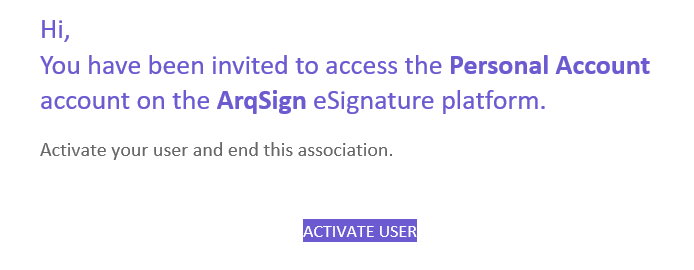 Hi,
You have been invited to access the Personal Account
account on the ArqSign eSignature platform.
Activate your user and end this association.
ACTIVATE USER